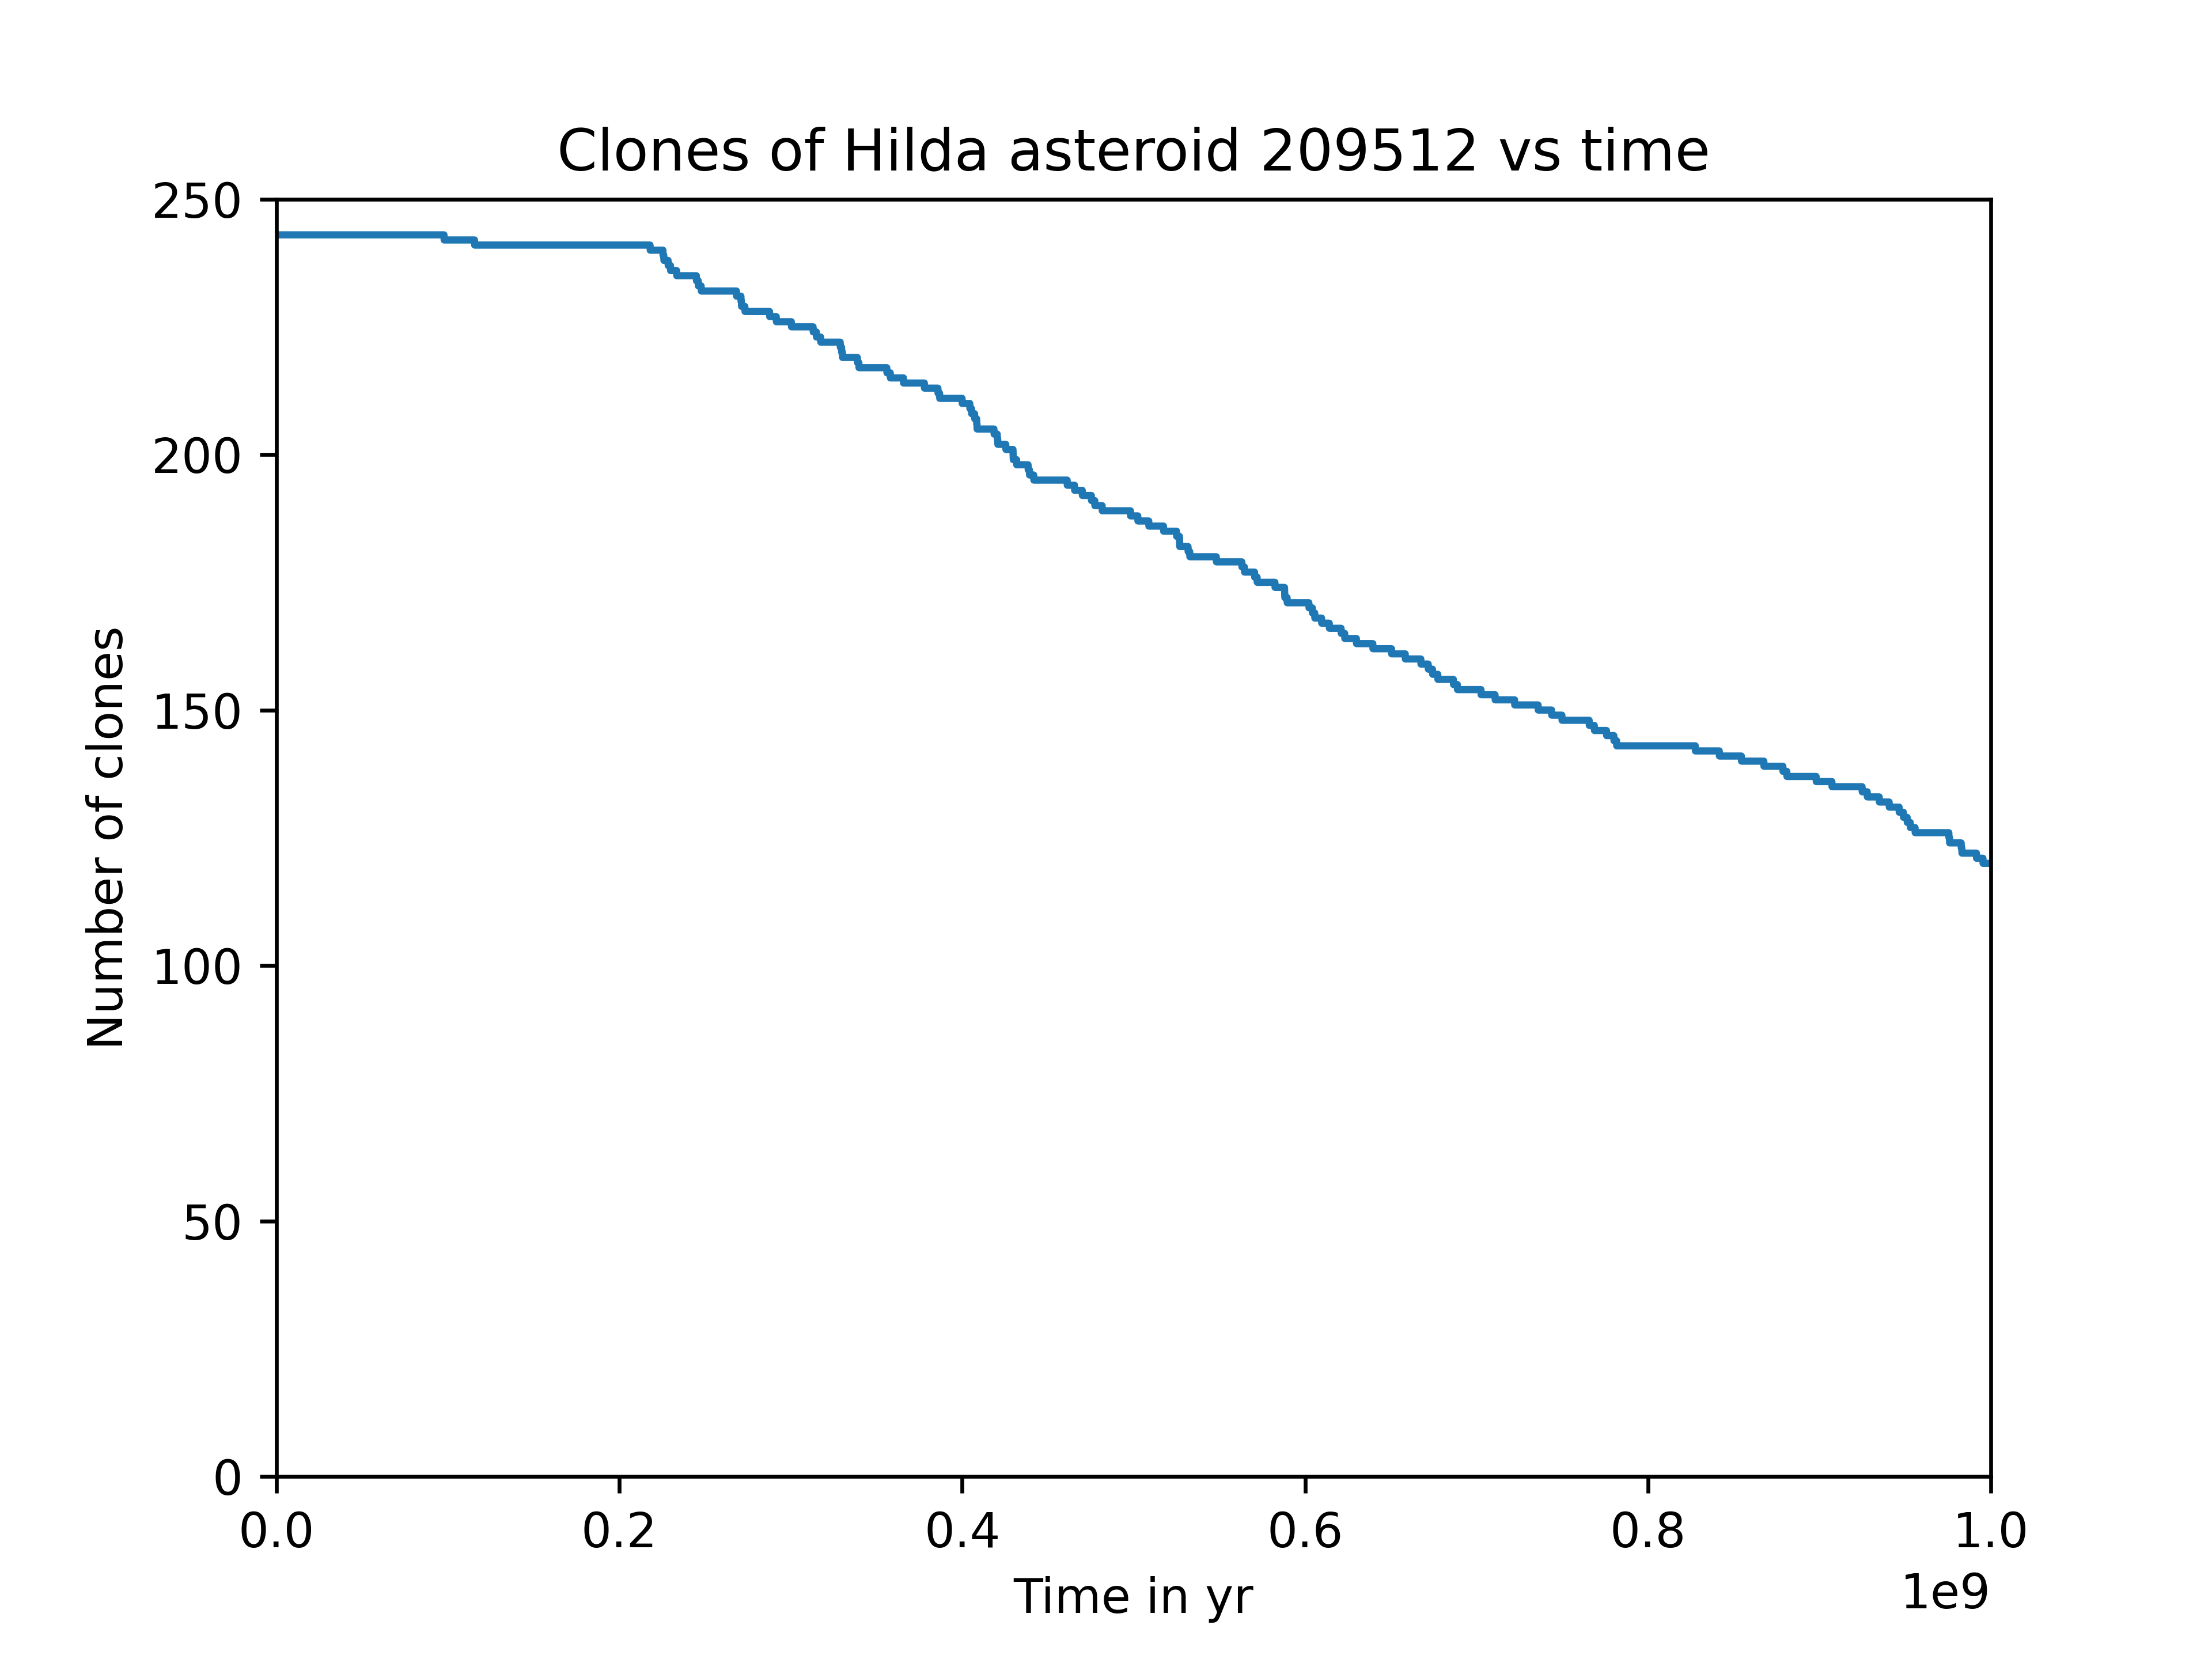 Clones of Hilda asteroid 209512 vs time
250
200
150
100
50
0
Number of clones
0.0 0.2 0.4 0.6 0.8 1.0
Time in yr
1e9